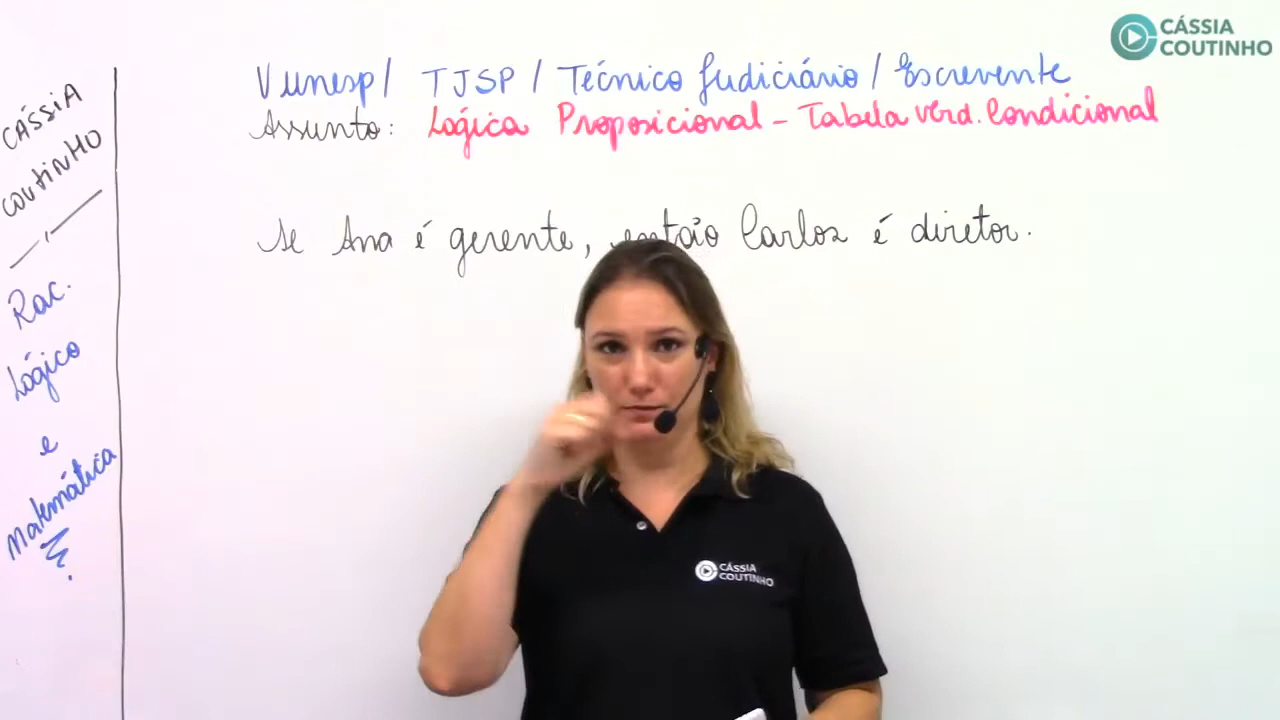 CÁSSIA
COUTINHO
Vunesp / TJSP / Técnico Judiciário / Escrevente
Assunto: Lógica Proposicional - Tabela verd. Condicional
Se Ana é gerente, então Carlos é diretor.
CÁSSIA
COUTINHO
Rac.
Lógico
e
Matemática
CÁSSIA
COUTINHO